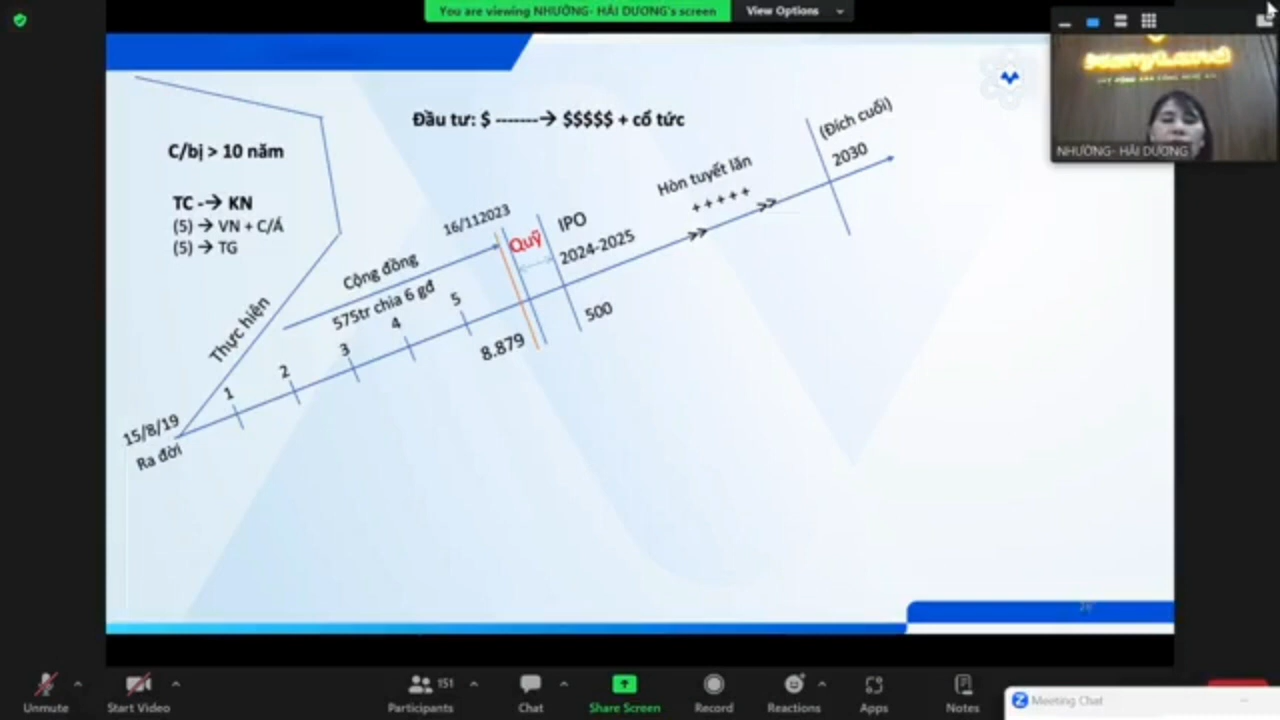 You are viewing NHƯỜNG- HẢI DƯƠNG's screen
View Options
NHƯỜNG- HẢI DƯƠNG
Đầu tư: $ -------→ $$$$$ + cổ tức
C/bị > 10 năm
TC -→ KN
(5) → VN + C/Á
(5) → TG
(Đích cuối)
2030
Hòn tuyết lăn
+++++
>>
>>
16/112023
Quỹ
IPO
2024-2025
500
Cộng đồng
575tr chia 6 gđ
Thực hiện
1
2
3
4
5
8.879
15/8/19
Ra đời
Unmute
Start Video
Participants
151
Chat
Share Screen
Record
Reactions
Apps
Notes
Meeting Chat